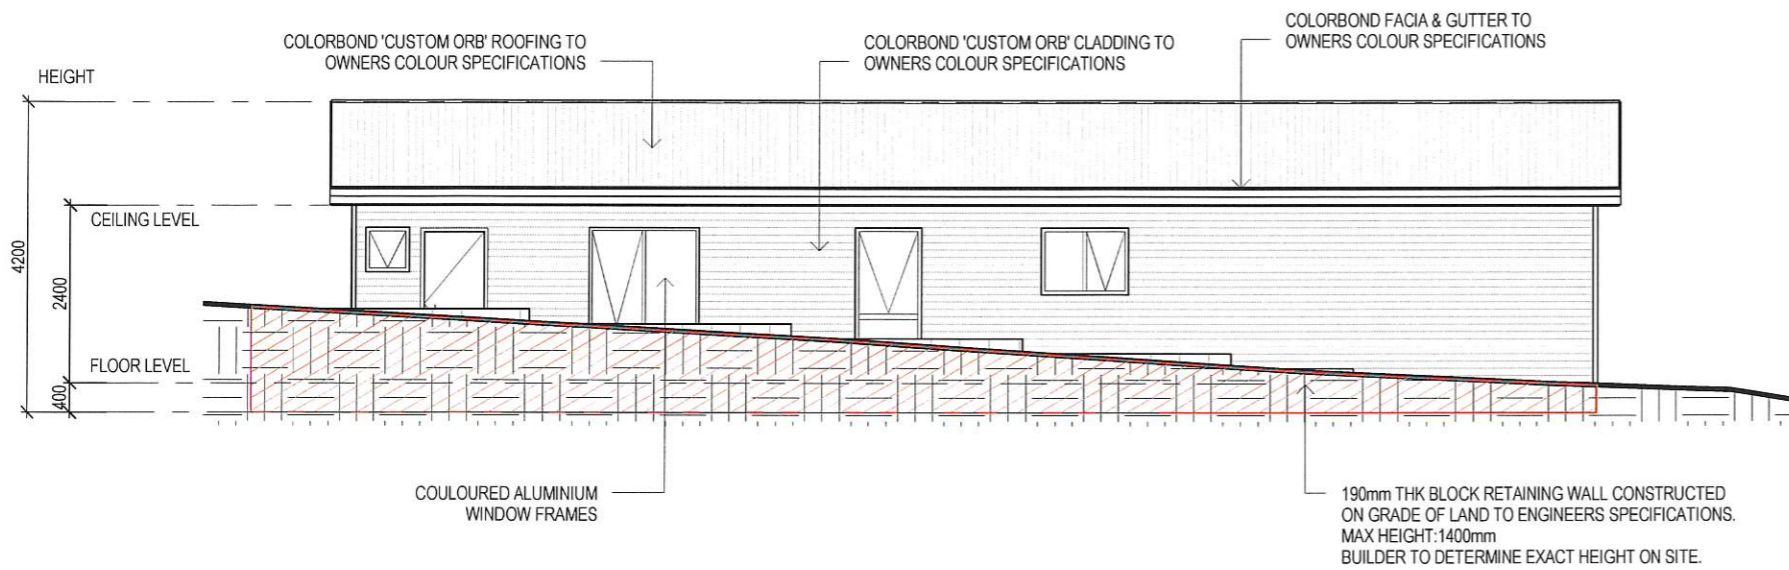 COLORBOND 'CUSTOM ORB' ROOFING TO
OWNERS COLOUR SPECIFICATIONS
COLORBOND 'CUSTOM ORB' CLADDING TO
OWNERS COLOUR SPECIFICATIONS
COLORBOND FACIA & GUTTER TO
OWNERS COLOUR SPECIFICATIONS
HEIGHT
CEILING LEVEL
4200
2400
FLOOR LEVEL
400
COULOURED ALUMINIUM
WINDOW FRAMES
190mm THK BLOCK RETAINING WALL CONSTRUCTED
ON GRADE OF LAND TO ENGINEERS SPECIFICATIONS.
MAX HEIGHT:1400mm
BUILDER TO DETERMINE EXACT HEIGHT ON SITE.